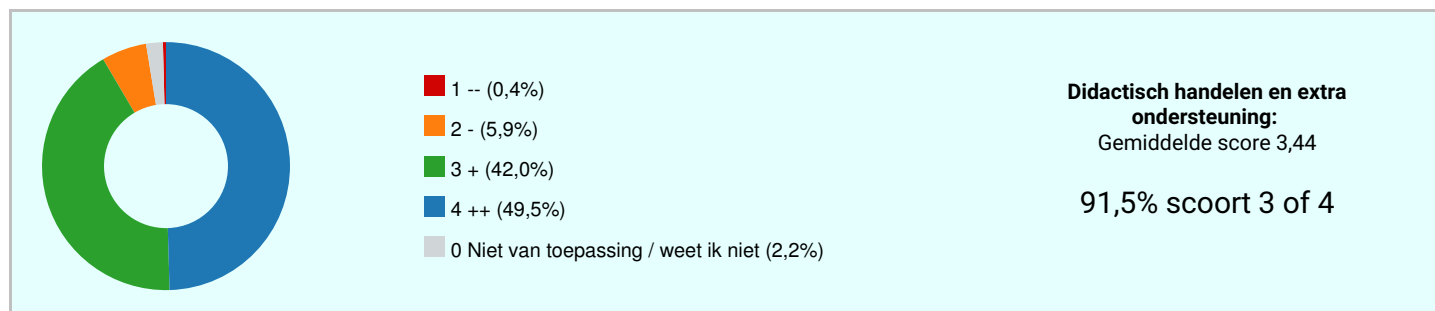 1 -- (0,4%)
2 - (5,9%)
3 + (42,0%)
4 ++ (49,5%)
0 Niet van toepassing / weet ik niet (2,2%)
Didactisch handelen en extra
ondersteuning:
Gemiddelde score 3,44
91,5% scoort 3 of 4